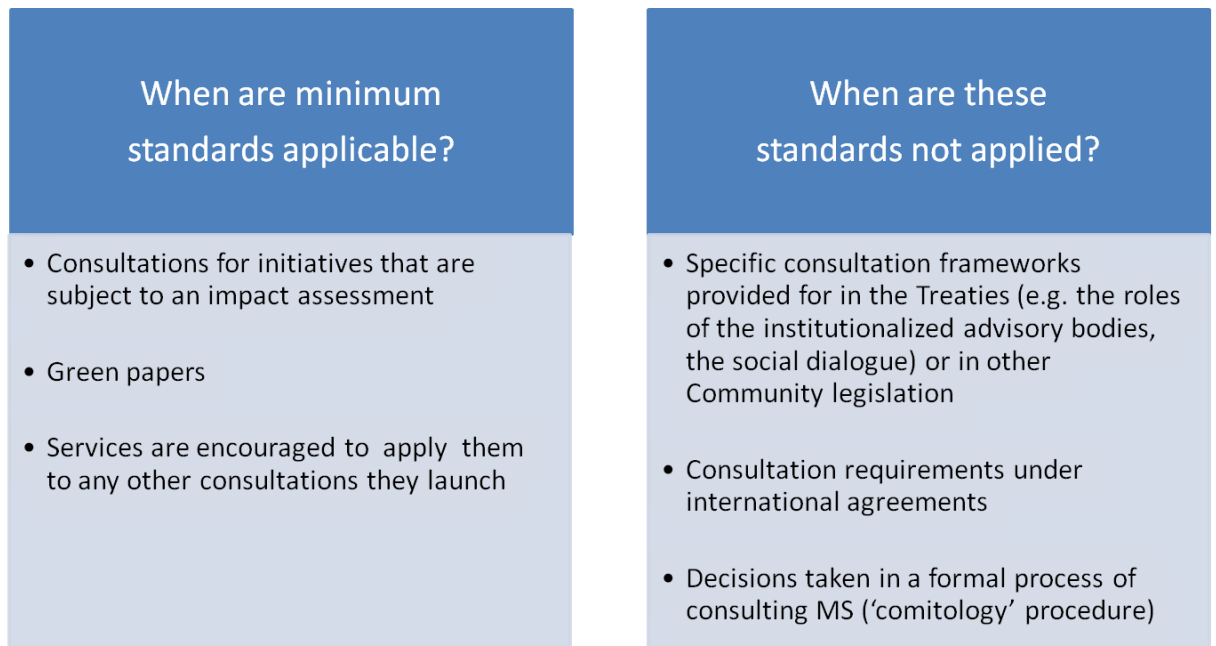 When are minimum
standards applicable?
• Consultations for initiatives that are
subject to an impact assessment
• Green papers
• Services are encouraged to apply them
to any other consultations they launch
When are these
standards not applied?
• Specific consultation frameworks
provided for in the Treaties (e.g. the roles
of the institutionalized advisory bodies,
the social dialogue) or in other
Community legislation
• Consultation requirements under
international agreements
• Decisions taken in a formal process of
consulting MS (‘comitology’ procedure)